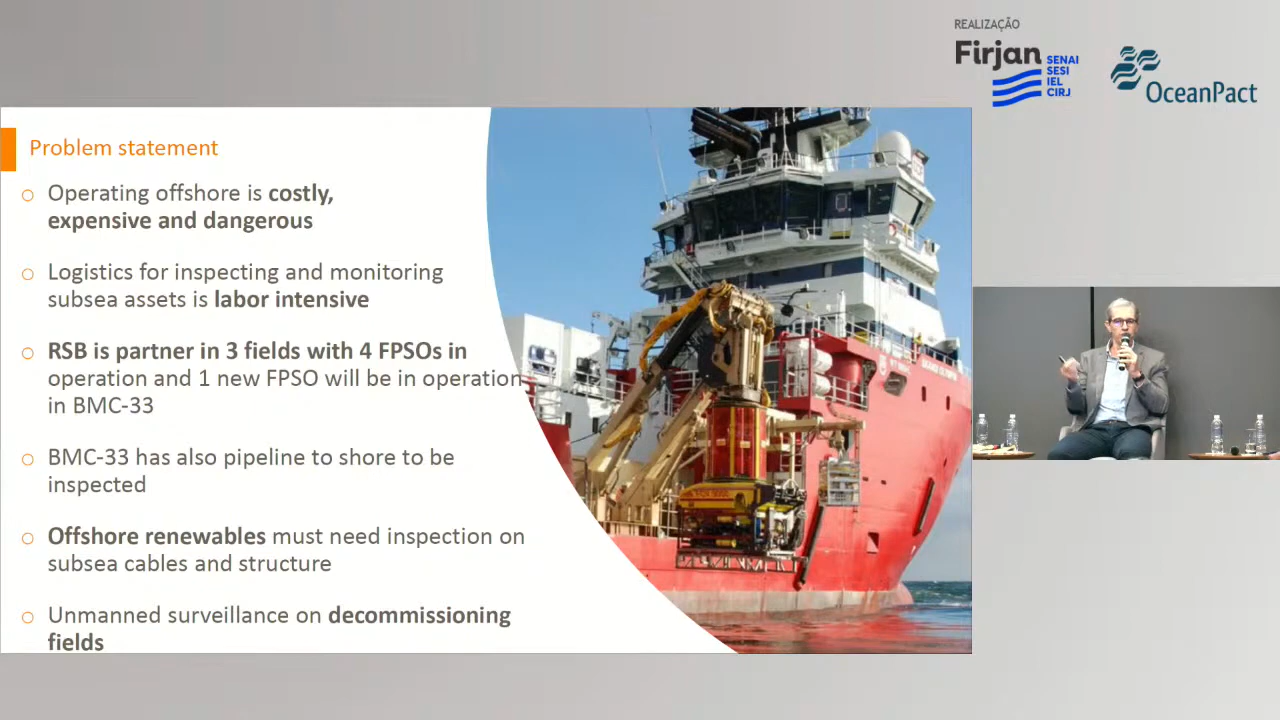 REALIZAÇÃO
Firjan
SENAI
SESI
IEL
CIRJ
OceanPact
Problem statement
Operating offshore is costly,
expensive and dangerous
Logistics for inspecting and monitoring
subsea assets is labor intensive
RSB is partner in 3 fields with 4 FPSOs in
operation and 1 new FPSO will be in operation
in BMC-33
BMC-33 has also pipeline to shore to be
inspected
Offshore renewables must need inspection on
subsea cables and structure
Unmanned surveillance on decommissioning
fields